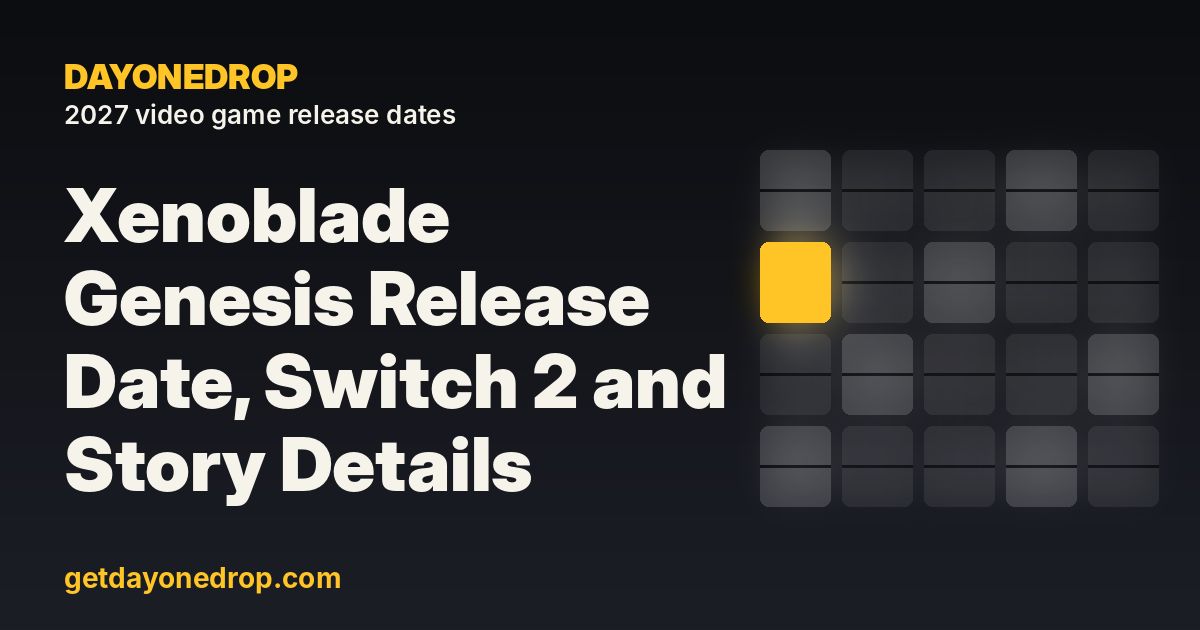 DAYONEDROP
2027 video game release dates
Xenoblade
Genesis Release
Date, Switch 2 and
Story Details
getdayonedrop.com